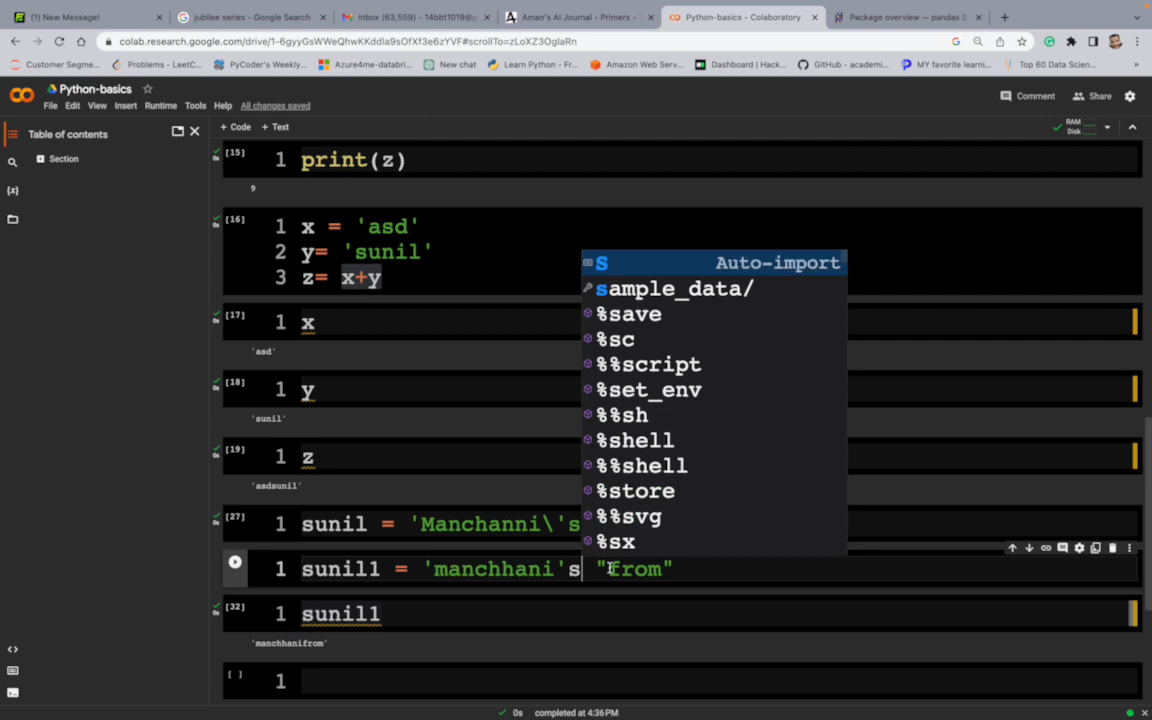 (1) New Message!
jubilee series - Google Search
Inbox (63,559) - 14bbt1019@g
Aman's AI Journal - Primers - 1
Python-basics - Colaboratory
Package overview — pandas 2.
colab.research.google.com/drive/1-6gyyGsWWeQhwKKddla9sOfXf3e6zYVF#scrollTo=zLoXZ3OglaRn
Customer Segme...
Problems - LeetC...
PyCoder's Weekly...
Azure4me-databri...
New chat
Learn Python - Fr...
Amazon Web Serv...
Dashboard | Hack...
GitHub - academi...
MY favorite learni...
Top 60 Data Scien...
»
Python-basics
File Edit View Insert Runtime Tools Help All changes saved
Comment
Share
Table of contents
Section
+ Code + Text
RAM
Disk
[15] 1 print(z)
9
[16] 1 x = 'asd'
2 y= 'sunil'
3 z= x+y
[17] 1 x
'asd'
[18] 1 y
'sunil'
[19] 1 z
'asdsunil'
[27] 1 sunil = 'Manchanni\'s
1 sunil1 = 'manchhani's "from"
[32] 1 sunil1
'manchhanifrom'
[ ] 1
S Auto-import
sample_data/
%save
%sc
%%script
%set_env
%%sh
%shell
%%shell
%store
%%svg
%sx
0s completed at 4:36 PM